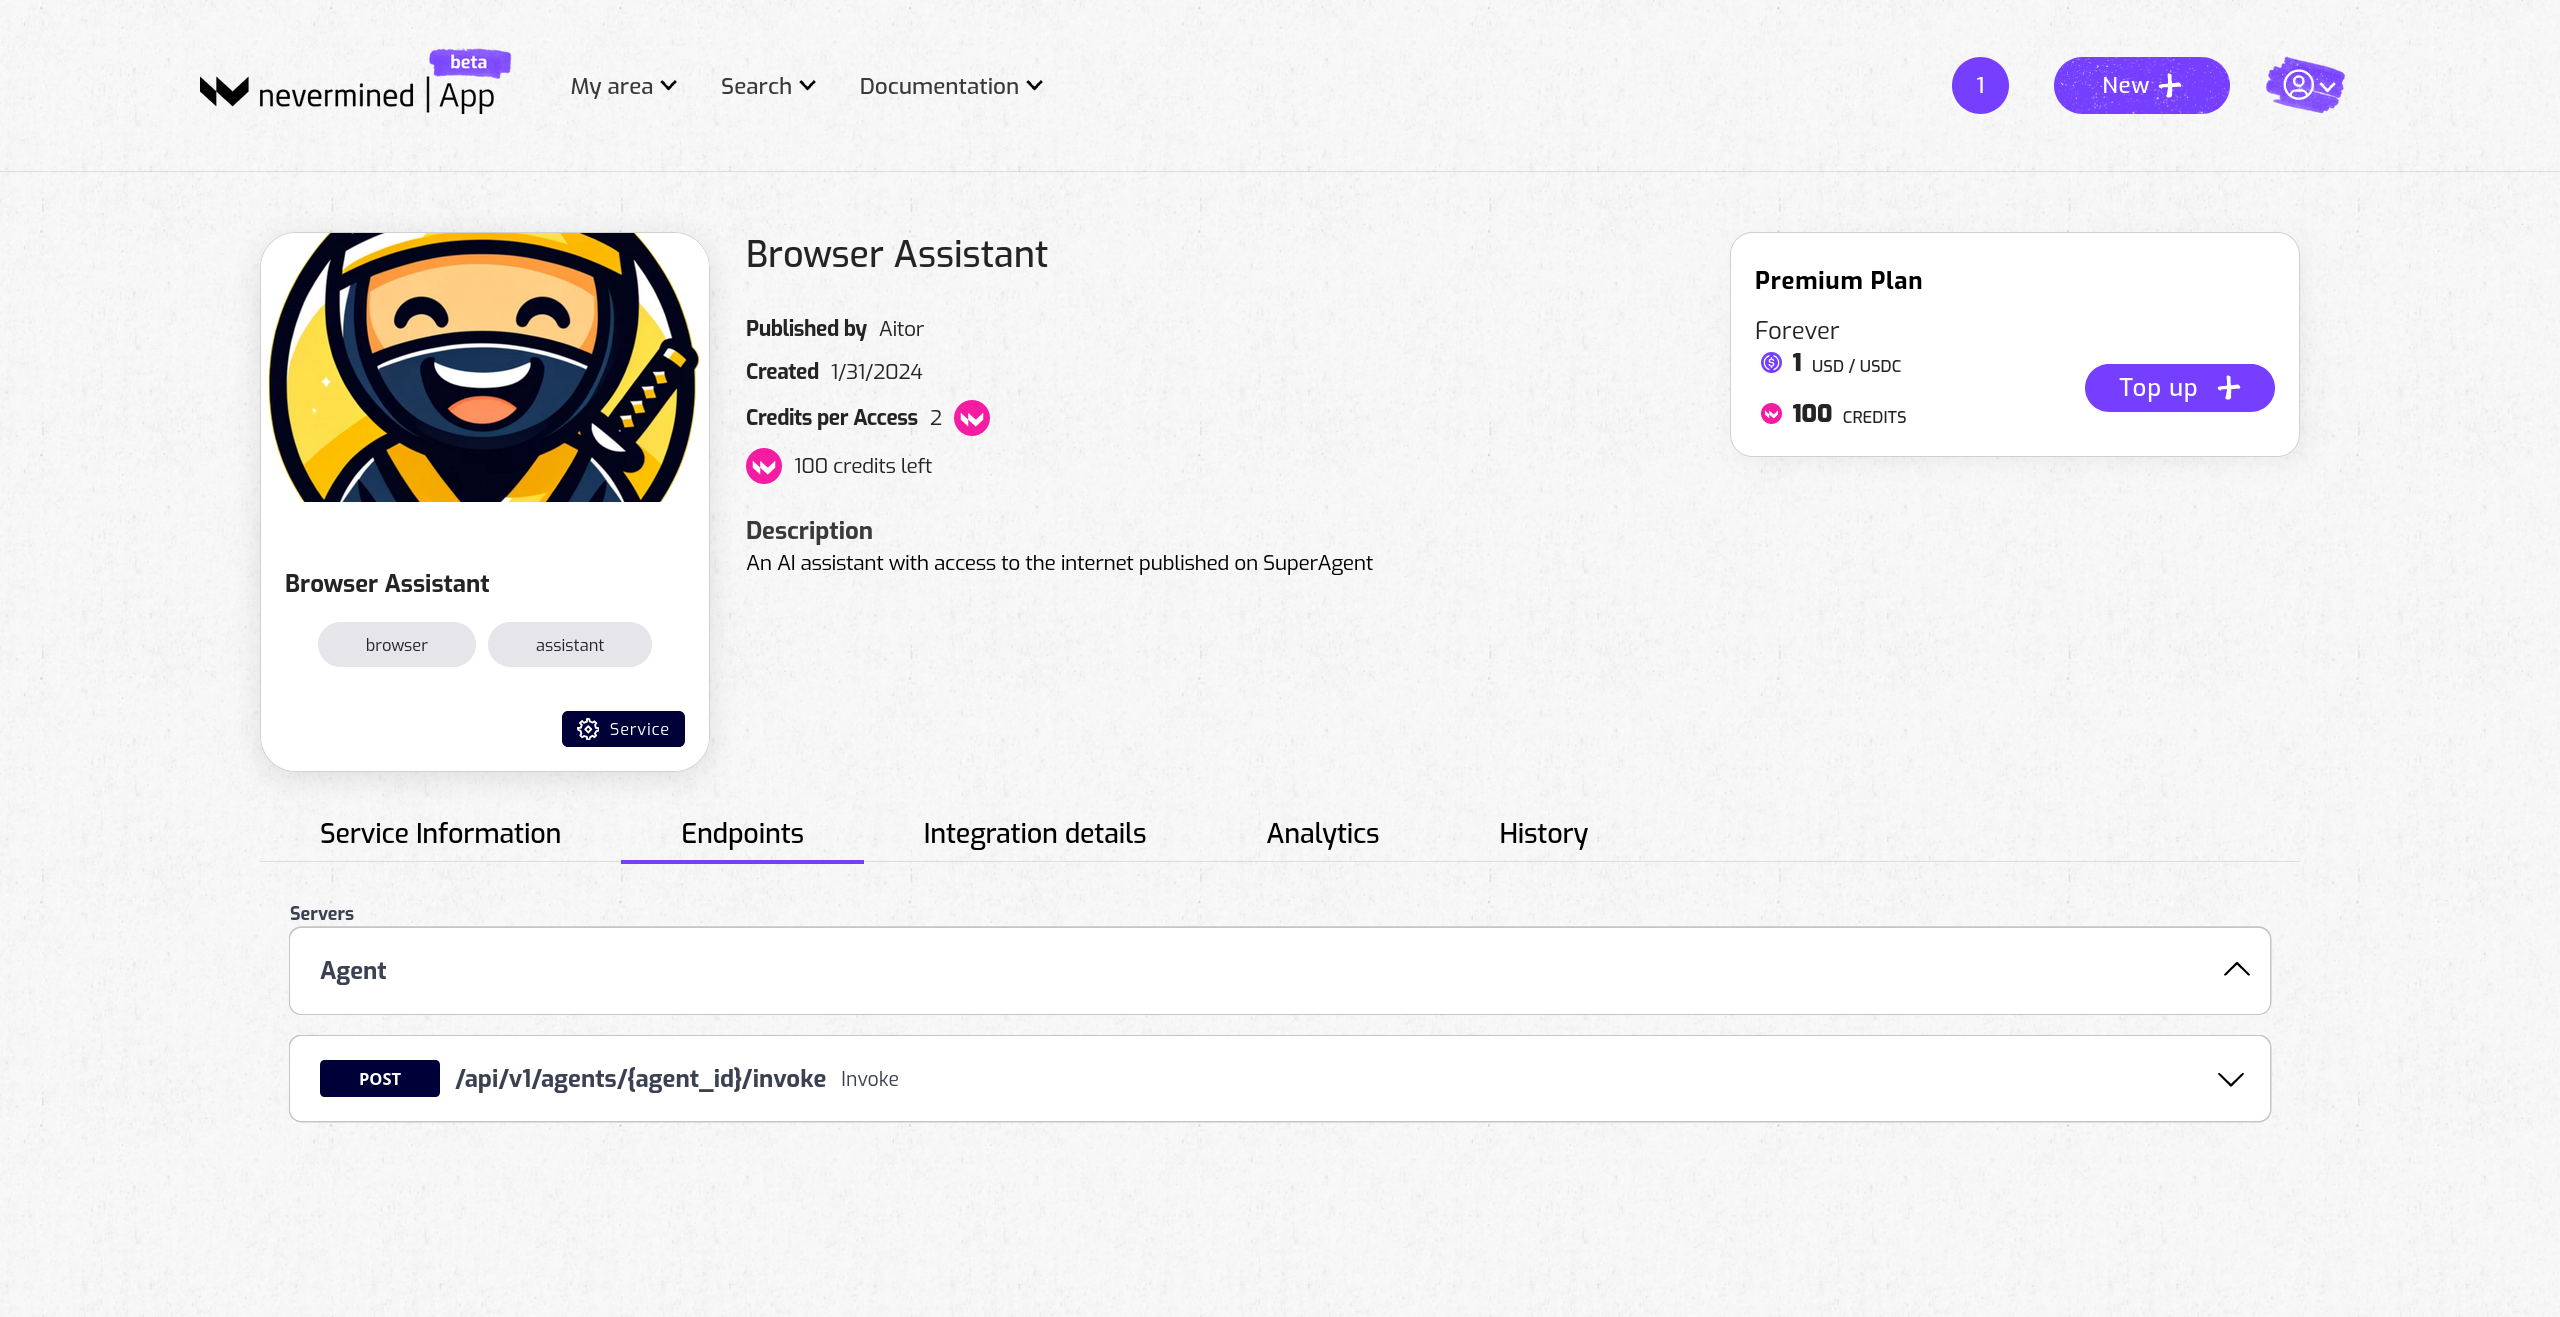 nevermined | App
beta
My area
Search
Documentation
1
New
Browser Assistant
browser
assistant
Service
Browser Assistant
Published by Aitor
Created 1/31/2024
Credits per Access 2
100 credits left
Description
An AI assistant with access to the internet published on SuperAgent
Premium Plan
Forever
1 USD / USDC
100 CREDITS
Top up
Service Information
Endpoints
Integration details
Analytics
History
Servers
Agent
POST /api/v1/agents/{agent_id}/invoke Invoke